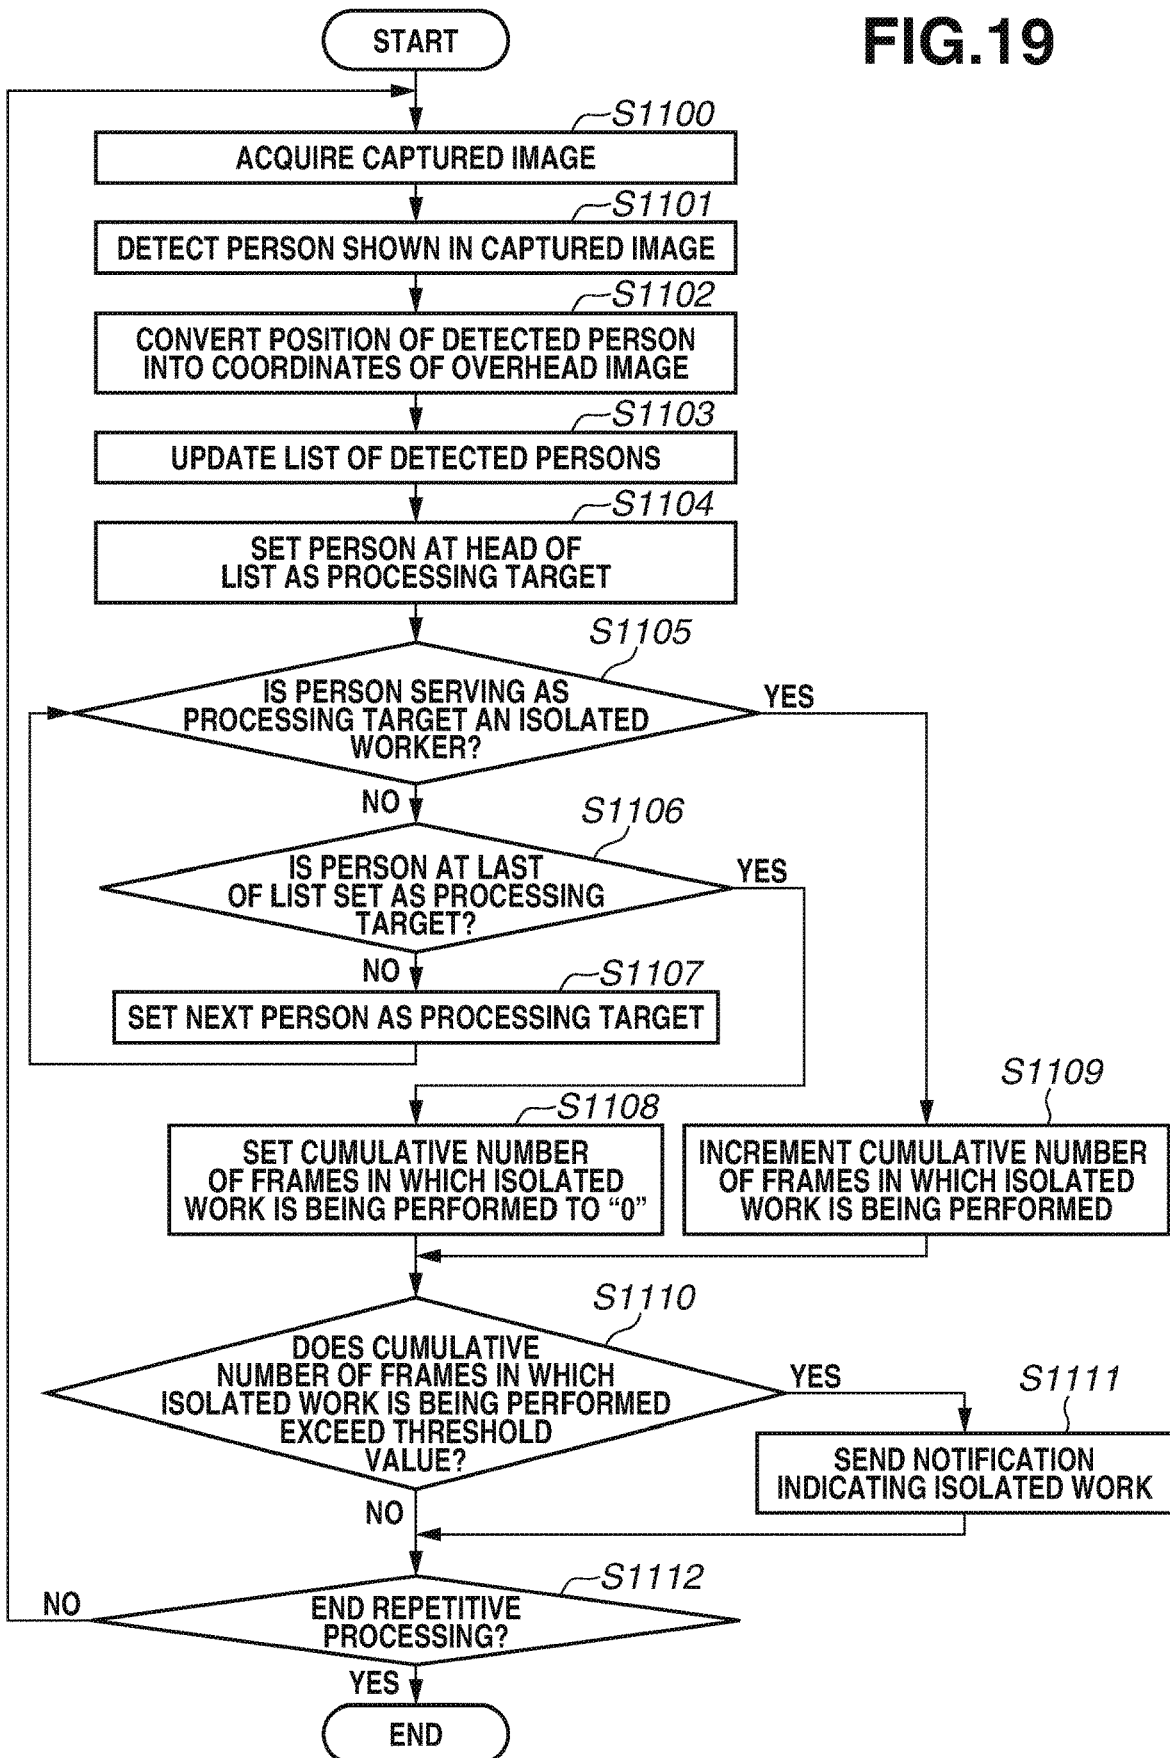 FIG.19
START
S1100
ACQUIRE CAPTURED IMAGE
S1101
DETECT PERSON SHOWN IN CAPTURED IMAGE
S1102
CONVERT POSITION OF DETECTED PERSON
INTO COORDINATES OF OVERHEAD IMAGE
S1103
UPDATE LIST OF DETECTED PERSONS
S1104
SET PERSON AT HEAD OF
LIST AS PROCESSING TARGET
S1105
IS PERSON SERVING AS
PROCESSING TARGET AN ISOLATED
WORKER?
YES
NO
S1106
IS PERSON AT LAST
OF LIST SET AS PROCESSING
TARGET?
YES
NO
S1107
SET NEXT PERSON AS PROCESSING TARGET
S1108
SET CUMULATIVE NUMBER
OF FRAMES IN WHICH ISOLATED
WORK IS BEING PERFORMED TO “0”
S1109
INCREMENT CUMULATIVE NUMBER
OF FRAMES IN WHICH ISOLATED
WORK IS BEING PERFORMED
S1110
DOES CUMULATIVE
NUMBER OF FRAMES IN WHICH
ISOLATED WORK IS BEING PERFORMED
EXCEED THRESHOLD
VALUE?
YES
S1111
SEND NOTIFICATION
INDICATING ISOLATED WORK
NO
S1112
END REPETITIVE
PROCESSING?
NO
YES
END